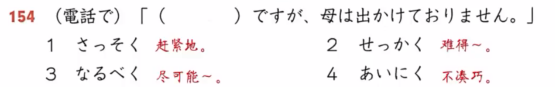 154 (電話で)「(　　　　)ですが、母は出かけておりません。」
1 さっそく 赶紧地。 2 せっかく 难得～。
3 なるべく 尽可能～。 4 あいにく 不凑巧。